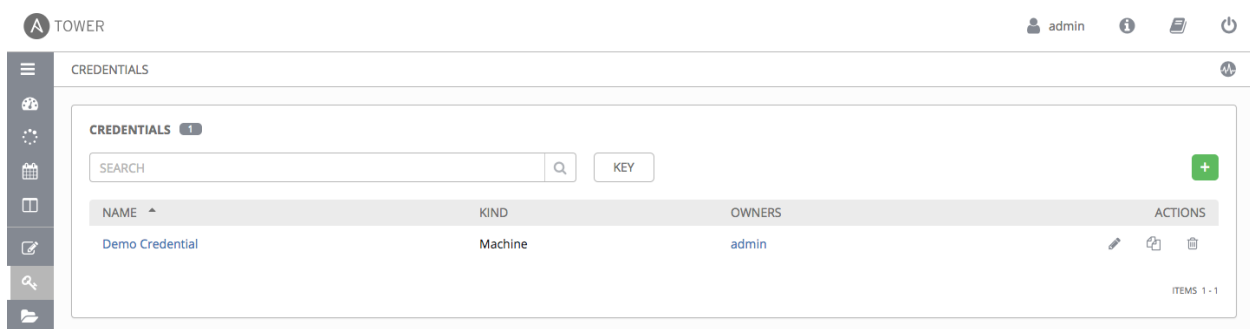 A TOWER admin
CREDENTIALS
CREDENTIALS 1
SEARCH KEY +
NAME KIND OWNERS ACTIONS
Demo Credential Machine admin
ITEMS 1 - 1